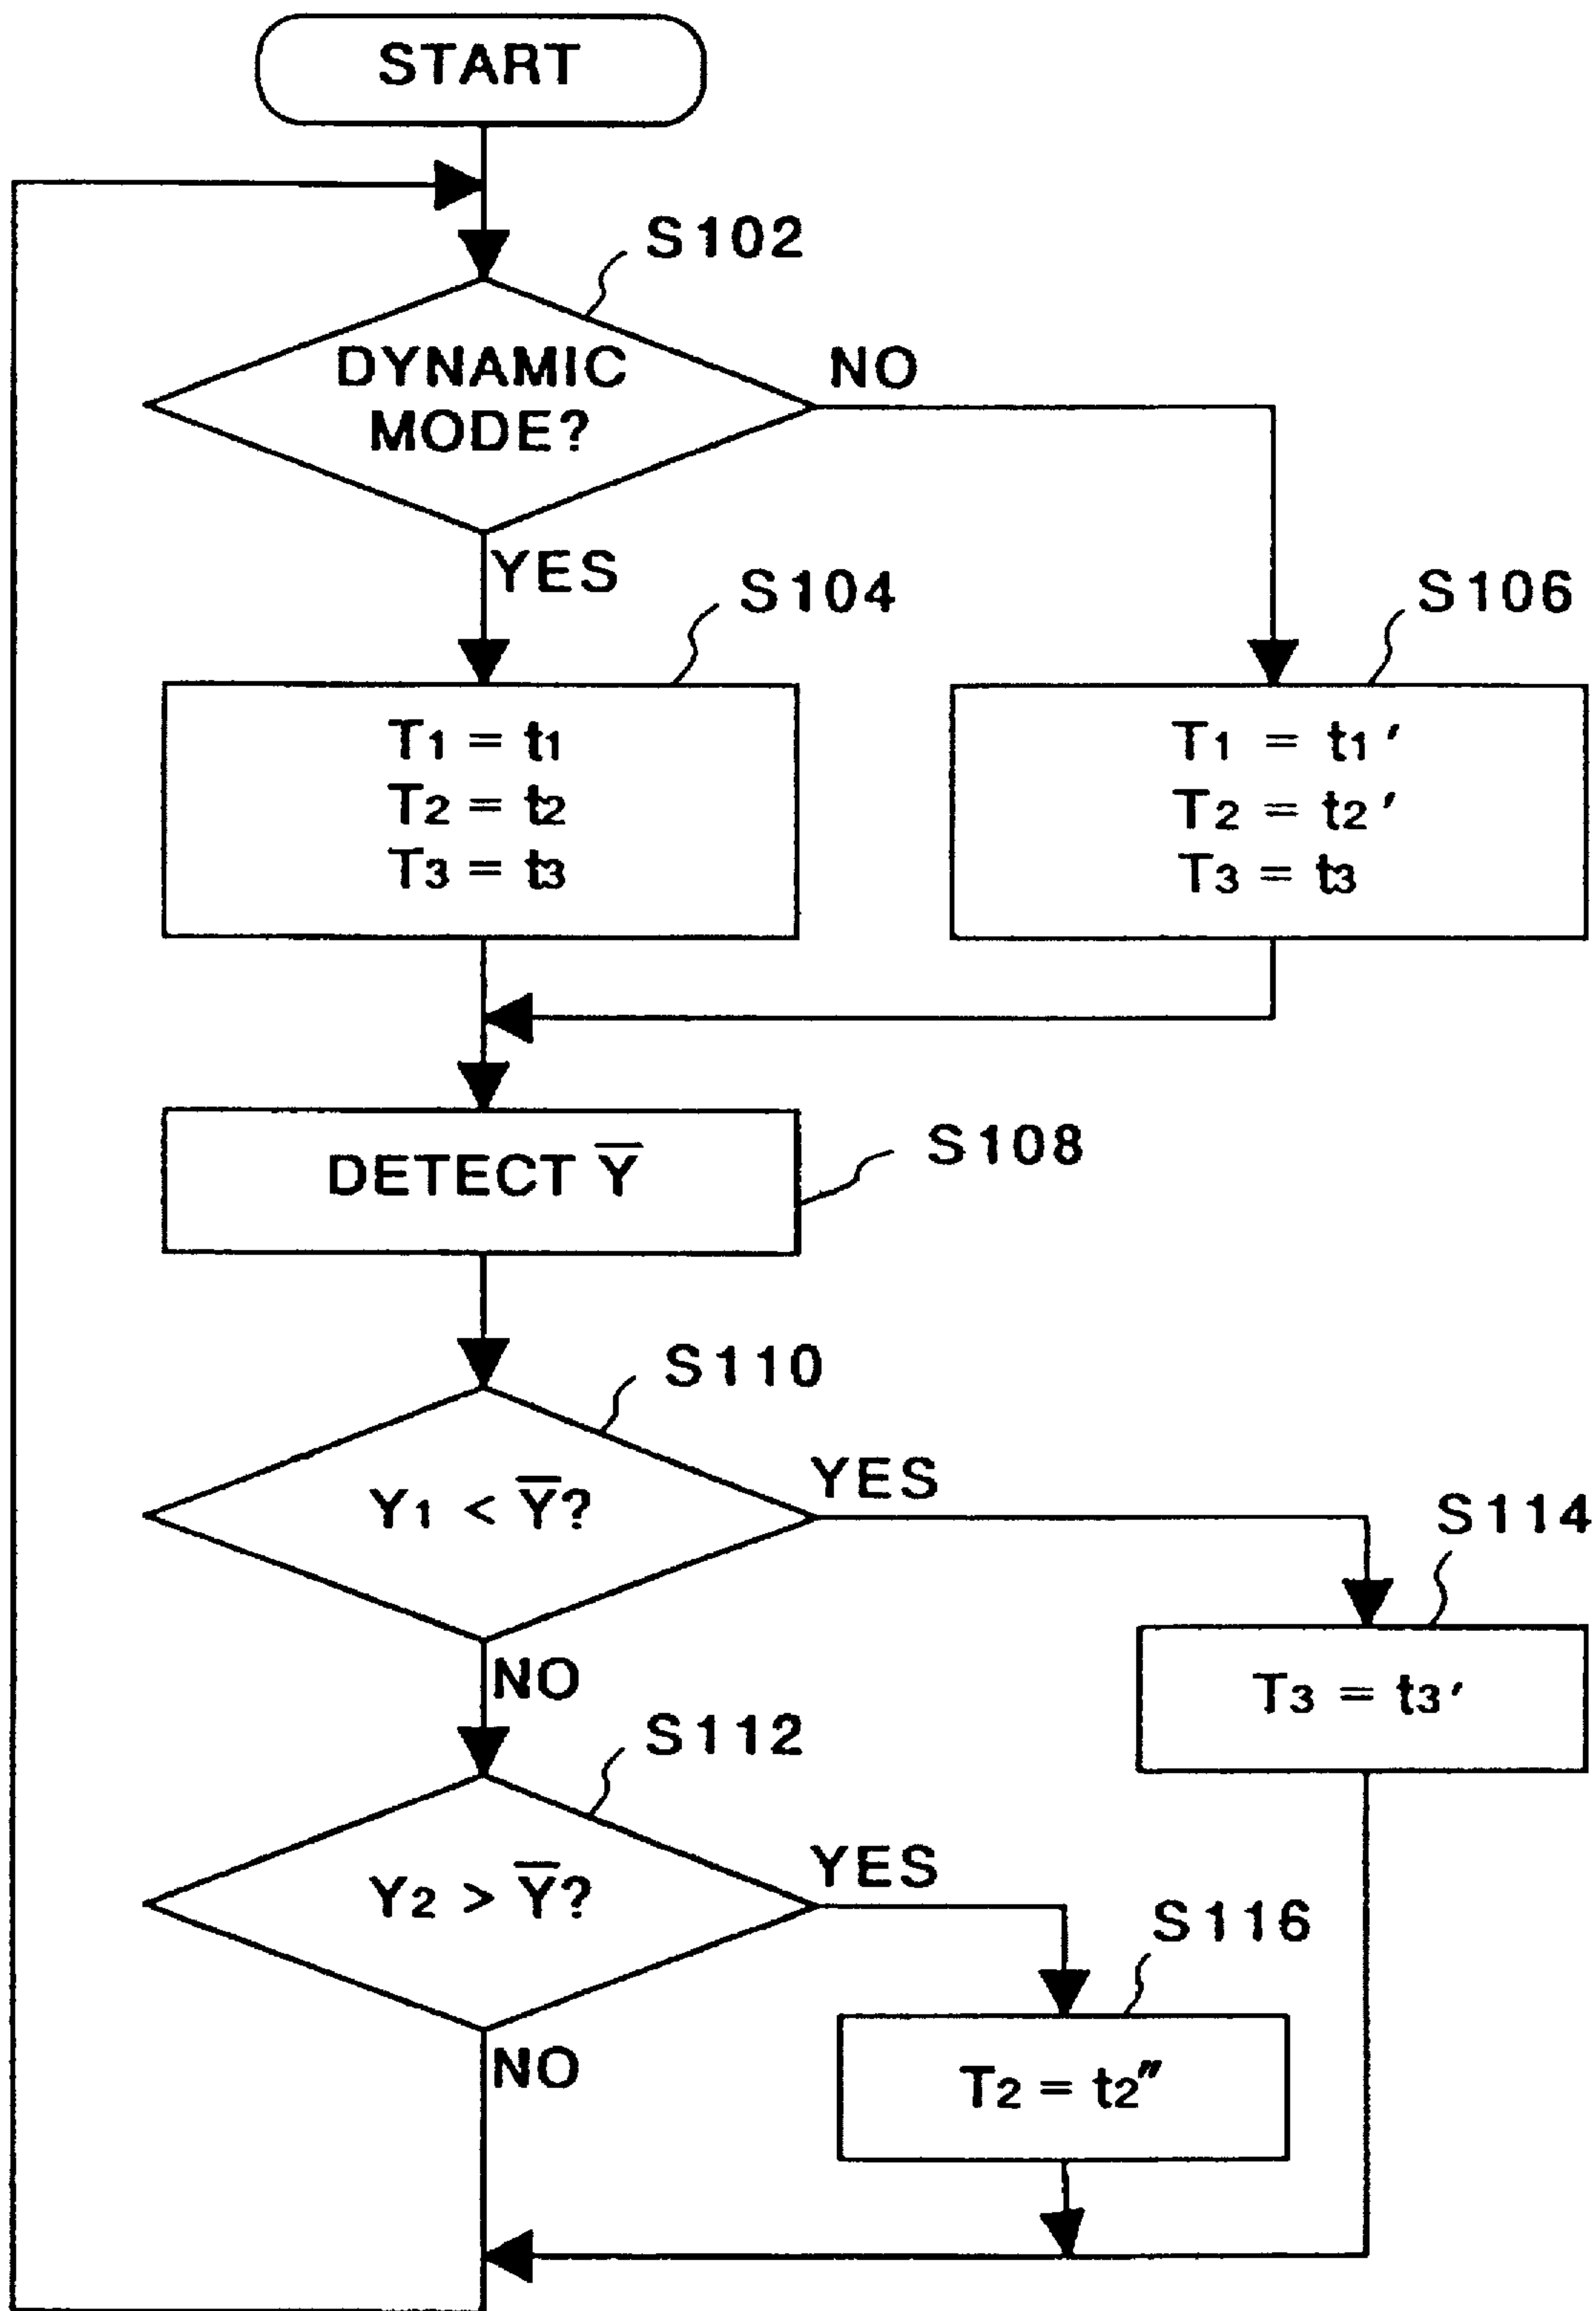 START
S102
DYNAMIC
MODE?
NO
YES
S104
S106
T1 = t1
T2 = t2
T3 = t3
T1 = t1′
T2 = t2′
T3 = t3
DETECT Y̅
S108
S110
Y1 < Y̅?
YES
NO
S114
T3 = t3′
S112
Y2 > Y̅?
YES
NO
S116
T2 = t2″